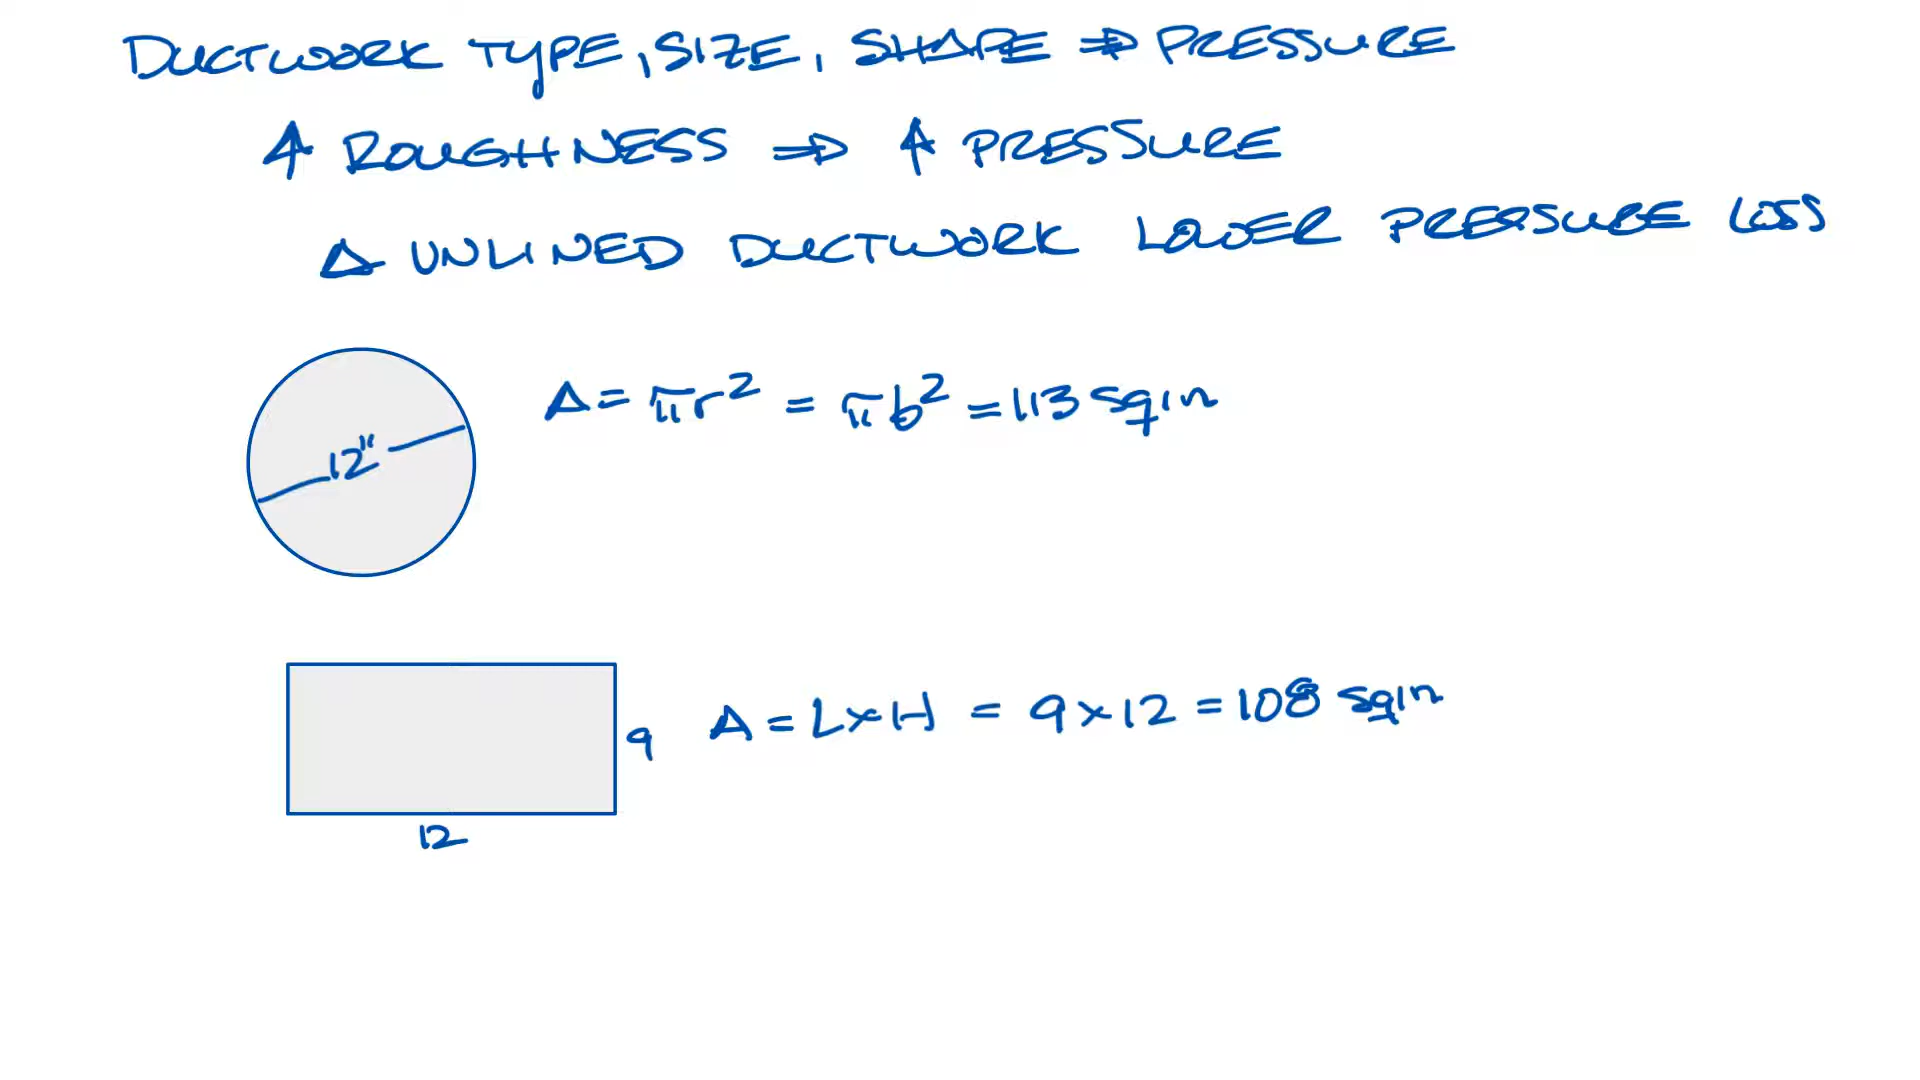 DUCTWORK TYPE, SIZE, SHAPE ⇒ PRESSURE
↑ ROUGHNESS ⇒ ↑ PRESSURE
△ UNLINED DUCTWORK LOWER PRESSURE LOSS
A = πr² = π6² = 113 sqin
12"
A = L×H = 9×12 = 108 sqin
9
12